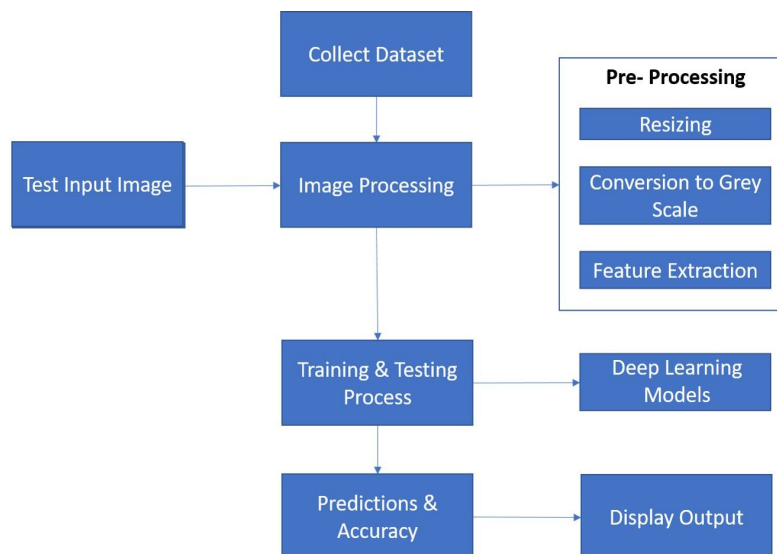 Collect Dataset
Pre- Processing
Resizing
Test Input Image
Image Processing
Conversion to Grey
Scale
Feature Extraction
Training & Testing
Process
Deep Learning
Models
Predictions &
Accuracy
Display Output